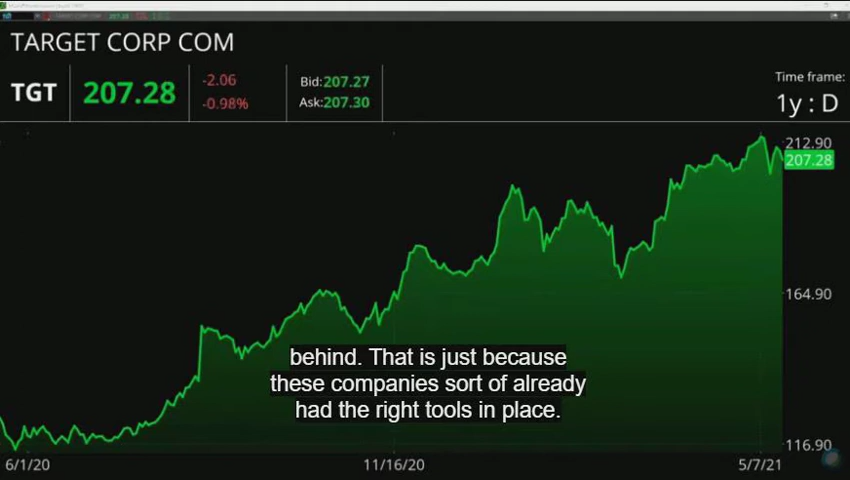 TARGET CORP COM
TGT
207.28
-2.06
-0.98%
Bid:207.27
Ask:207.30
Time frame:
1y : D
212.90
207.28
164.90
116.90
behind. That is just because
these companies sort of already
had the right tools in place.
6/1/20
11/16/20
5/7/21